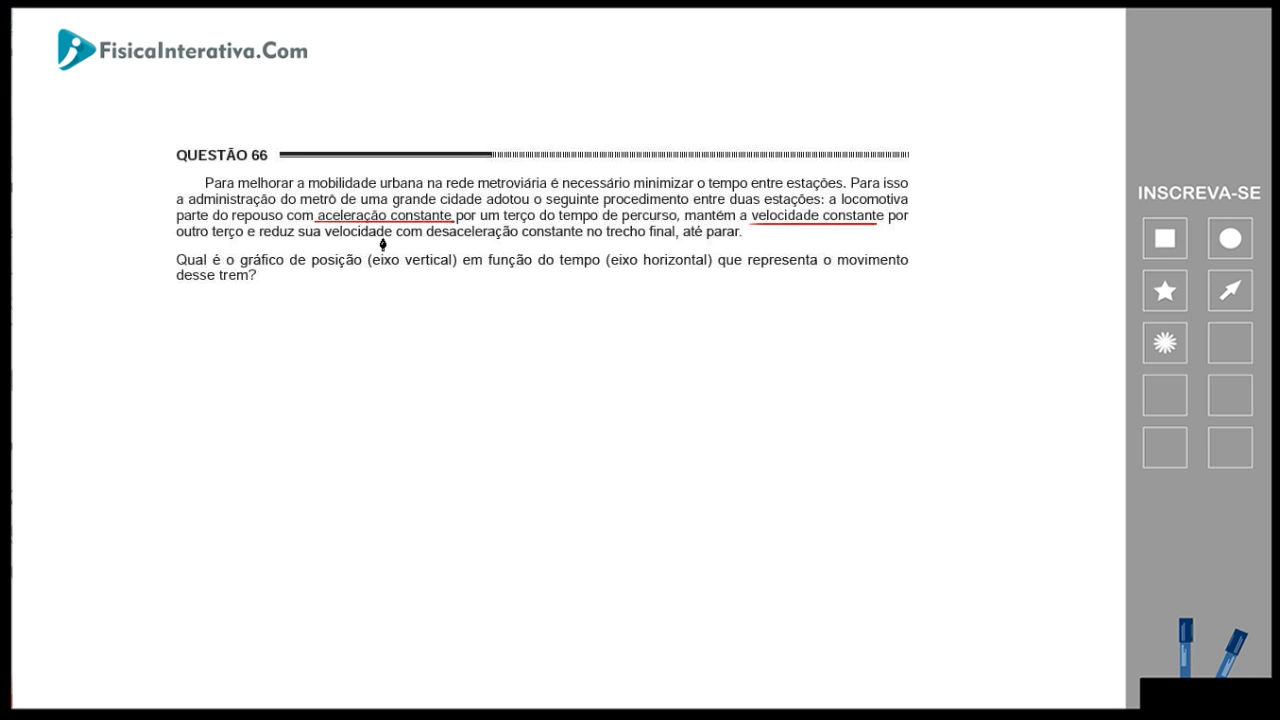 FisicaInterativa.Com
QUESTÃO 66
Para melhorar a mobilidade urbana na rede metroviária é necessário minimizar o tempo entre estações. Para isso
a administração do metrô de uma grande cidade adotou o seguinte procedimento entre duas estações: a locomotiva
parte do repouso com aceleração constante por um terço do tempo de percurso, mantém a velocidade constante por
outro terço e reduz sua velocidade com desaceleração constante no trecho final, até parar.
Qual é o gráfico de posição (eixo vertical) em função do tempo (eixo horizontal) que representa o movimento
desse trem?
INSCREVA-SE